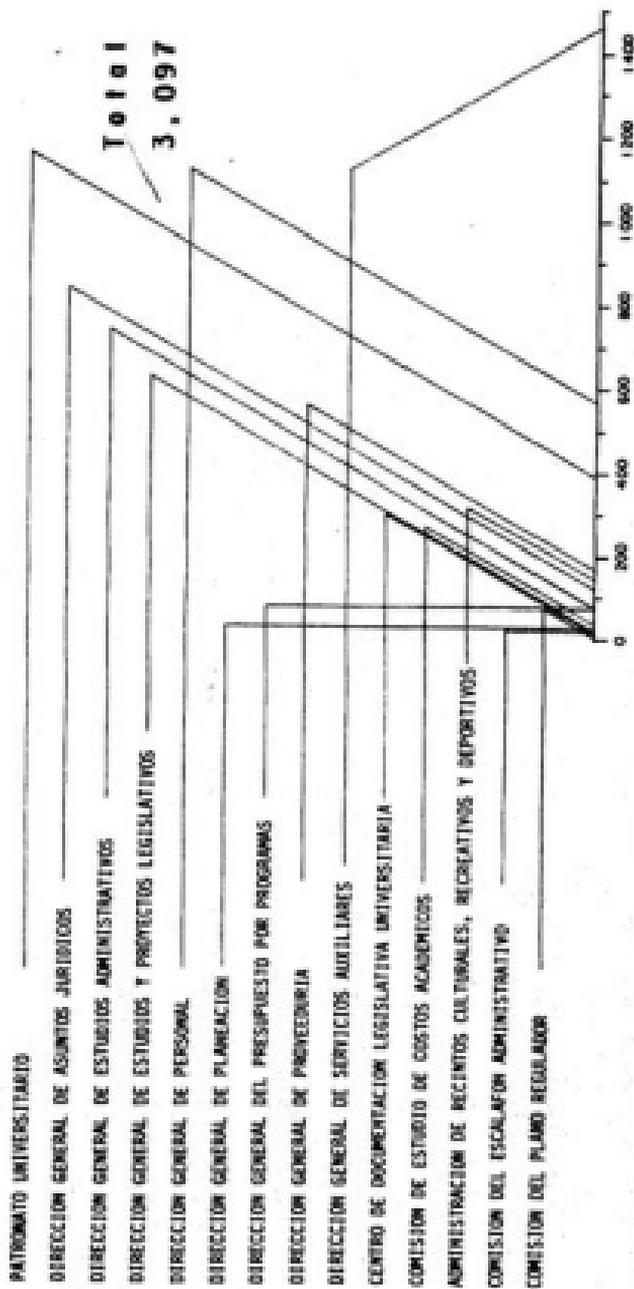 PATRONATO UNIVERSITARIO
DIRECCION GENERAL DE ASUNTOS JURIDICOS
DIRECCION GENERAL DE ESTUDIOS ADMINISTRATIVOS
DIRECCION GENERAL DE ESTUDIOS Y PROYECTOS LEGISLATIVOS
DIRECCION GENERAL DE PERSONAL
DIRECCION GENERAL DE PLANEACION
DIRECCION GENERAL DEL PRESUPUESTO POR PROGRAMAS
DIRECCION GENERAL DE PROVEEDURIA
DIRECCION GENERAL DE SERVICIOS AUXILIARES
CENTRO DE DOCUMENTACION LEGISLATIVA UNIVERSITARIA
COMISION DE ESTUDIO DE COSTOS ACADEMICOS
ADMINISTRACION DE RECINTOS CULTURALES, RECREATIVOS Y DEPORTIVOS
COMISION DEL ESCALAFON ADMINISTRATIVO
COMISION DEL PLANO REGULADOR
Total
3,097
0 200 400 600 800 1000 1200 1400